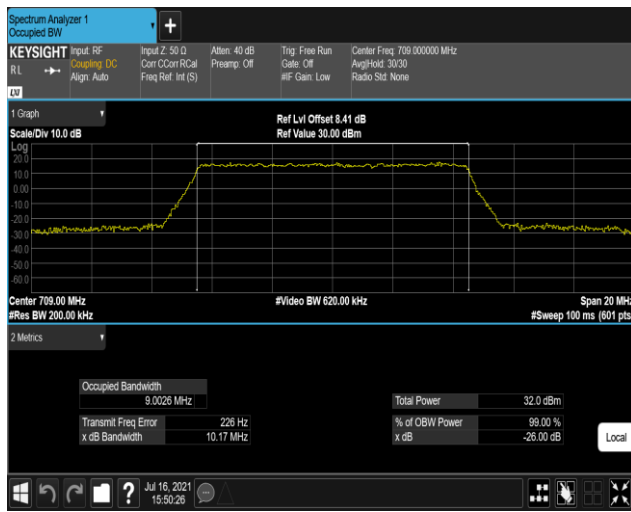 Spectrum Analyzer 1
Occupied BW
+
KEYSIGHT Input: RF Input Z: 50 Ω Atten: 40 dB Trig: Free Run Center Freq: 709.000000 MHz
RL Coupling: DC Corr CCorr RCal Preamp: Off Gate: Off Avg|Hold: 30/30
Align: Auto Freq Ref: Int (S) #IF Gain: Low Radio Std: None
LXI
1 Graph
Ref Lvl Offset 8.41 dB
Scale/Div 10.0 dB Ref Value 30.00 dBm
Log
20.0
10.0
0.00
-10.0
-20.0
-30.0
-40.0
-50.0
-60.0
Center 709.00 MHz #Video BW 620.00 kHz Span 20 MHz
#Res BW 200.00 kHz #Sweep 100 ms (601 pts
2 Metrics
Occupied Bandwidth
9.0026 MHz Total Power 32.0 dBm
Transmit Freq Error 226 Hz % of OBW Power 99.00 %
x dB Bandwidth 10.17 MHz x dB -26.00 dB
Local
? Jul 16, 2021
15:50:26